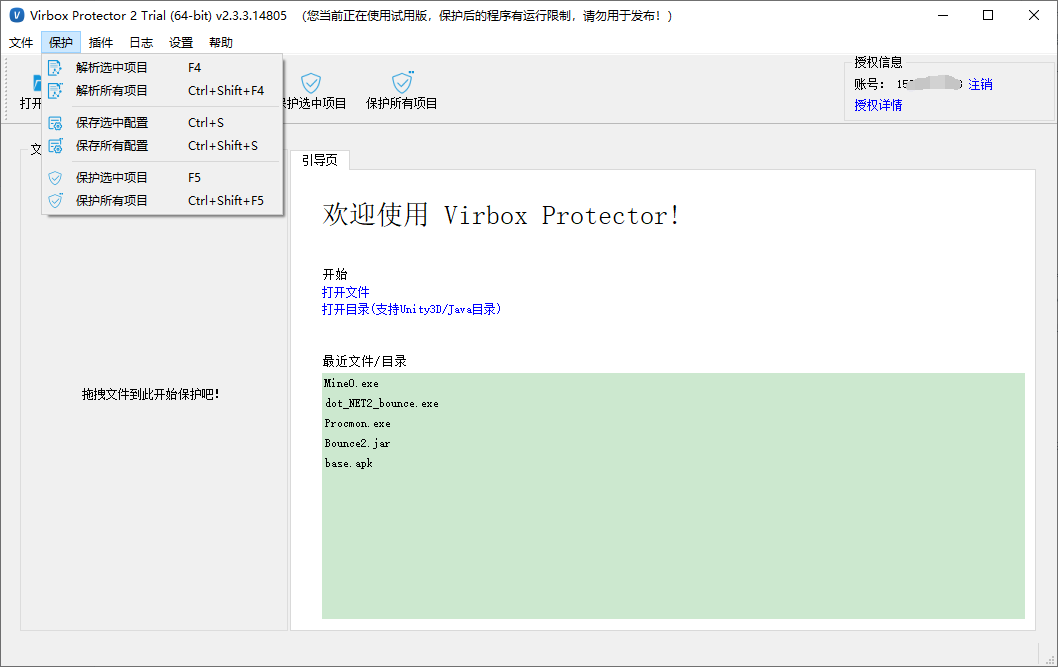 Virbox Protector 2 Trial (64-bit) v2.3.3.14805 (您当前正在使用试用版，保护后的程序有运行限制，请勿用于发布！)
文件 保护 插件 日志 设置 帮助
解析选中项目 F4
解析所有项目 Ctrl+Shift+F4
保存选中配置 Ctrl+S
保存所有配置 Ctrl+Shift+S
保护选中项目 F5
保护所有项目 Ctrl+Shift+F5
打开
护选中项目 保护所有项目
授权信息
账号： 注销
授权详情
文
引导页
欢迎使用 Virbox Protector!
开始
打开文件
打开目录(支持Unity3D/Java目录)
最近文件/目录
MineO.exe
dot_NET2_bounce.exe
Procmon.exe
Bounce2.jar
base.apk
拖拽文件到此开始保护吧!